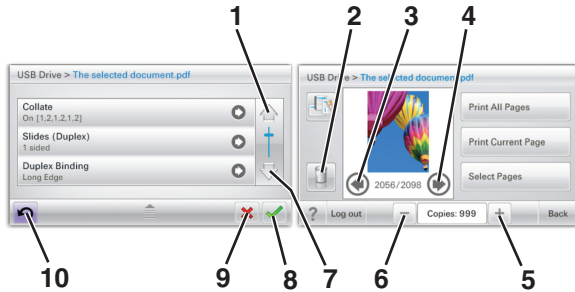 1
2
3
4
USB Drive > The selected document.pdf
Collate
On [1,2,1,2,1,2]
Slides (Duplex)
1 sided
Duplex Binding
Long Edge
USB Drive > The selected document.pdf
Print All Pages
Print Current Page
Select Pages
2056/2098
? Log out
Copies: 999
Back
10
9
8
7
6
5